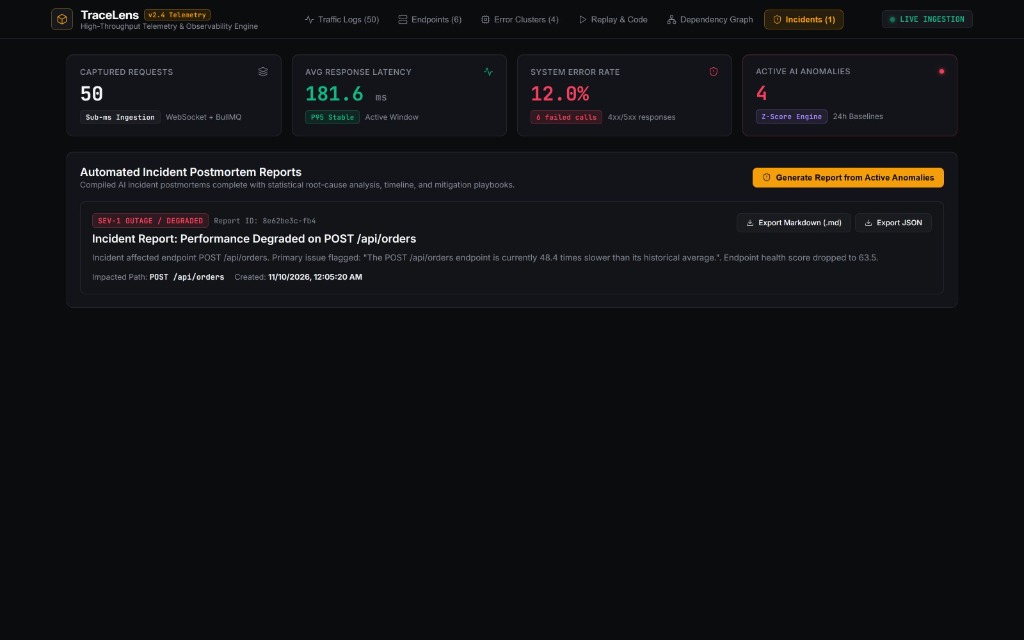 TraceLens v2.4 Telemetry
High-Throughput Telemetry & Observability Engine
Traffic Logs (50) Endpoints (6) Error Clusters (4) Replay & Code Dependency Graph Incidents (1) LIVE INGESTION
CAPTURED REQUESTS
50
Sub-ms Ingestion WebSocket + BullMQ
AVG RESPONSE LATENCY
181.6 ms
P95 Stable Active Window
SYSTEM ERROR RATE
12.0%
6 failed calls 4xx/5xx responses
ACTIVE AI ANOMALIES
4
Z-Score Engine 24h Baselines
Automated Incident Postmortem Reports
Compiled AI incident postmortems complete with statistical root-cause analysis, timeline, and mitigation playbooks.
Generate Report from Active Anomalies
SEV-1 OUTAGE / DEGRADED Report ID: 8e62be3c-fb4
Export Markdown (.md) Export JSON
Incident Report: Performance Degraded on POST /api/orders
Incident affected endpoint POST /api/orders. Primary issue flagged: "The POST /api/orders endpoint is currently 48.4 times slower than its historical average.". Endpoint health score dropped to 63.5.
Impacted Path: POST /api/orders Created: 11/10/2026, 12:05:20 AM